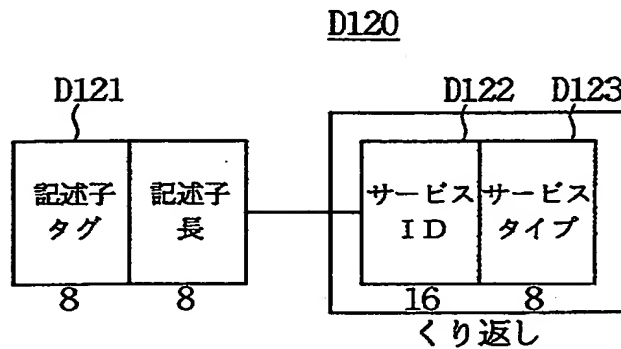 D120
D121
D122
D123
記述子
タグ
記述子
長
サービス
ＩＤ
サービス
タイプ
8
8
16
8
くり返し